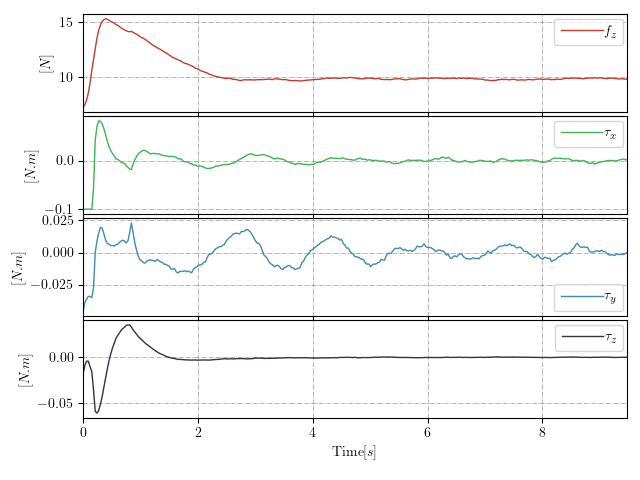 15
10
[N]
f_z
0.0
−0.1
[N.m]
τ_x
0.025
0.000
−0.025
[N.m]
τ_y
0.00
−0.05
[N.m]
τ_z
0 2 4 6 8
Time[s]